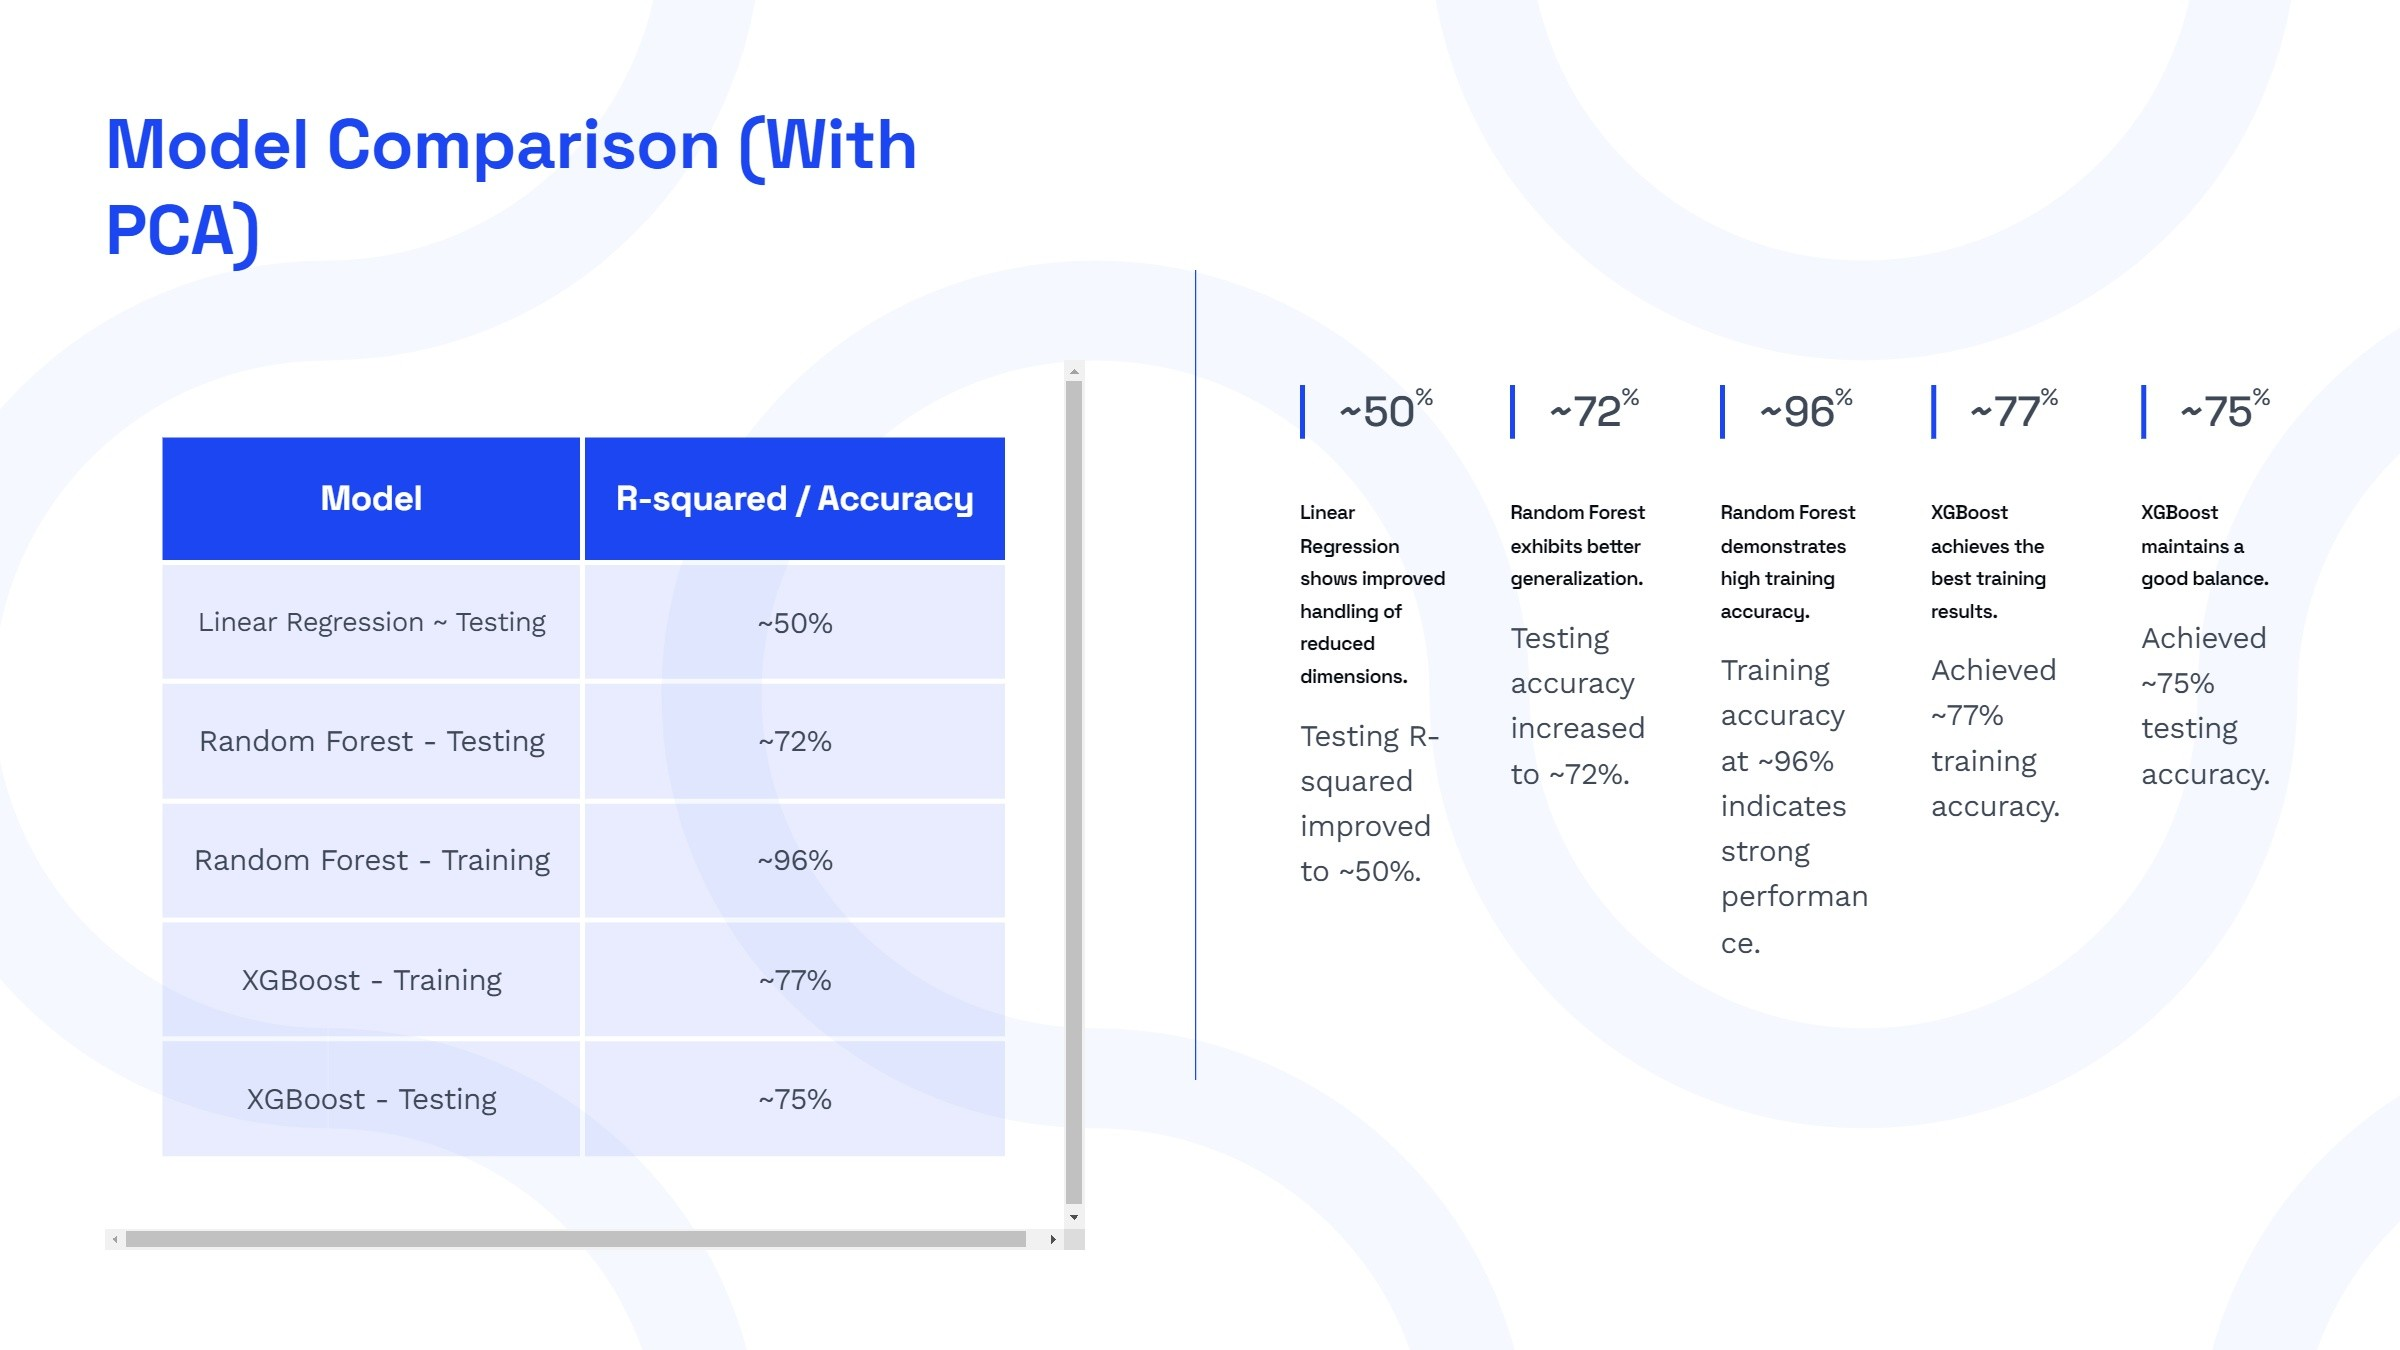 Model Comparison (With
PCA)
Model
R-squared / Accuracy
Linear Regression ~ Testing
~50%
Random Forest - Testing
~72%
Random Forest - Training
~96%
XGBoost - Training
~77%
XGBoost - Testing
~75%
~50%
Linear
Regression
shows improved
handling of
reduced
dimensions.
Testing R-
squared
improved
to ~50%.
~72%
Random Forest
exhibits better
generalization.
Testing
accuracy
increased
to ~72%.
~96%
Random Forest
demonstrates
high training
accuracy.
Training
accuracy
at ~96%
indicates
strong
performan
ce.
~77%
XGBoost
achieves the
best training
results.
Achieved
~77%
training
accuracy.
~75%
XGBoost
maintains a
good balance.
Achieved
~75%
testing
accuracy.